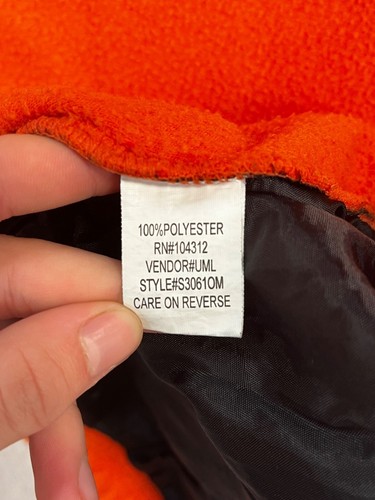 100%POLYESTER
RN#104312
VENDOR#UML
STYLE#S3061OM
CARE ON REVERSE